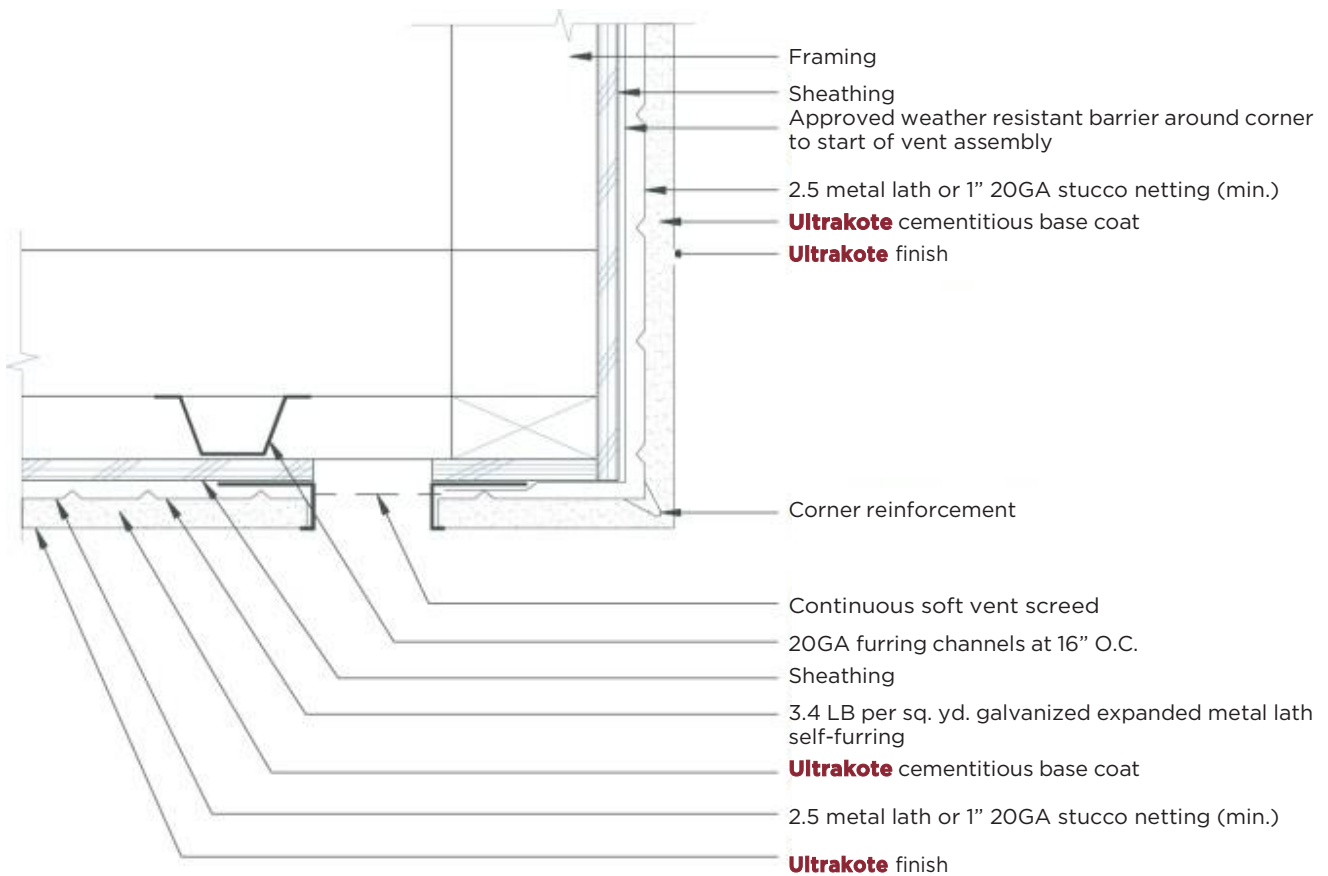 Framing
Sheathing
Approved weather resistant barrier around corner
to start of vent assembly
2.5 metal lath or 1” 20GA stucco netting (min.)
Ultrakote cementitious base coat
Ultrakote finish
Corner reinforcement
Continuous soft vent screed
20GA furring channels at 16” O.C.
Sheathing
3.4 LB per sq. yd. galvanized expanded metal lath
self-furring
Ultrakote cementitious base coat
2.5 metal lath or 1” 20GA stucco netting (min.)
Ultrakote finish